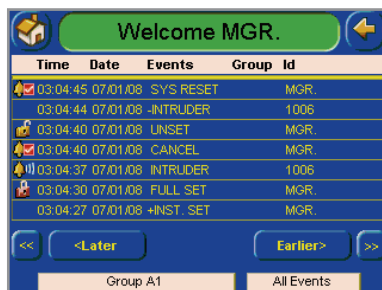 Welcome MGR.
Time Date Events Group Id
03:04:45 07/01/08 SYS RESET MGR.
03:04:44 07/01/08 -INTRUDER 1006
03:04:40 07/01/08 UNSET MGR.
03:04:40 07/01/08 CANCEL MGR.
03:04:37 07/01/08 INTRUDER 1006
03:04:30 07/01/08 FULL SET MGR.
03:04:27 07/01/08 +INST. SET MGR.
<< <Later Earlier> >>
Group A1 All Events